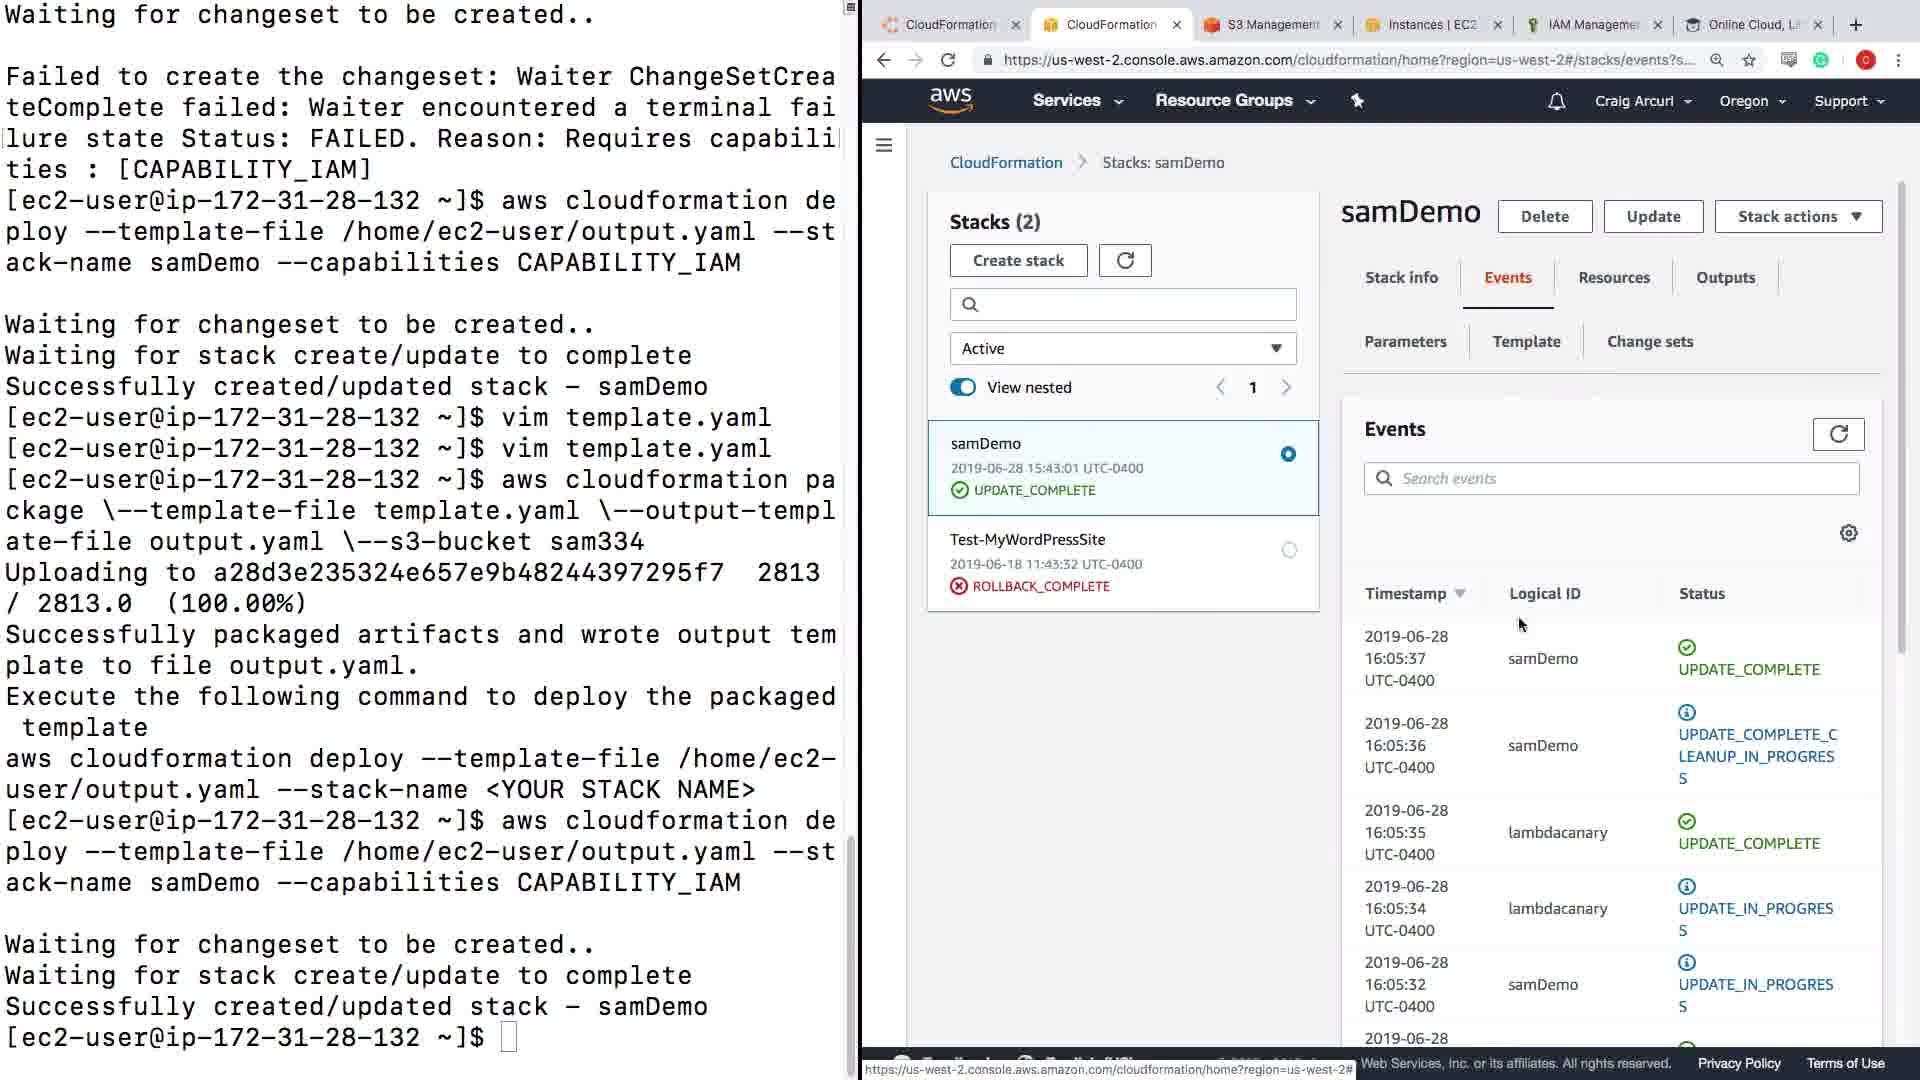 Waiting for changeset to be created..
Failed to create the changeset: Waiter ChangeSetCrea
teComplete failed: Waiter encountered a terminal fai
lure state Status: FAILED. Reason: Requires capabili
ties : [CAPABILITY_IAM]
[ec2-user@ip-172-31-28-132 ~]$ aws cloudformation de
ploy --template-file /home/ec2-user/output.yaml --st
ack-name samDemo --capabilities CAPABILITY_IAM
Waiting for changeset to be created..
Waiting for stack create/update to complete
Successfully created/updated stack - samDemo
[ec2-user@ip-172-31-28-132 ~]$ vim template.yaml
[ec2-user@ip-172-31-28-132 ~]$ vim template.yaml
[ec2-user@ip-172-31-28-132 ~]$ aws cloudformation pa
ckage \--template-file template.yaml \--output-templ
ate-file output.yaml \--s3-bucket sam334
Uploading to a28d3e235324e657e9b48244397295f7  2813
/ 2813.0  (100.00%)
Successfully packaged artifacts and wrote output tem
plate to file output.yaml.
Execute the following command to deploy the packaged
 template
aws cloudformation deploy --template-file /home/ec2-
user/output.yaml --stack-name <YOUR STACK NAME>
[ec2-user@ip-172-31-28-132 ~]$ aws cloudformation de
ploy --template-file /home/ec2-user/output.yaml --st
ack-name samDemo --capabilities CAPABILITY_IAM
Waiting for changeset to be created..
Waiting for stack create/update to complete
Successfully created/updated stack - samDemo
[ec2-user@ip-172-31-28-132 ~]$
CloudFormation CloudFormation S3 Management Instances | EC2 IAM Managemen Online Cloud, Li
https://us-west-2.console.aws.amazon.com/cloudformation/home?region=us-west-2#/stacks/events?s...
aws Services Resource Groups Craig Arcuri Oregon Support
CloudFormation Stacks: samDemo
Stacks (2)
Create stack
Active
View nested 1
samDemo
2019-06-28 15:43:01 UTC-0400
UPDATE_COMPLETE
Test-MyWordPressSite
2019-06-18 11:43:32 UTC-0400
ROLLBACK_COMPLETE
samDemo Delete Update Stack actions
Stack info Events Resources Outputs
Parameters Template Change sets
Events
Search events
Timestamp Logical ID Status
2019-06-28
16:05:37 samDemo
UTC-0400
UPDATE_COMPLETE
2019-06-28
16:05:36 samDemo
UTC-0400
UPDATE_COMPLETE_C
LEANUP_IN_PROGRES
S
2019-06-28
16:05:35 lambdacanary
UTC-0400
UPDATE_COMPLETE
2019-06-28
16:05:34 lambdacanary
UTC-0400
UPDATE_IN_PROGRES
S
2019-06-28
16:05:32 samDemo
UTC-0400
UPDATE_IN_PROGRES
S
2019-06-28
Web Services, Inc. or its affiliates. All rights reserved. Privacy Policy Terms of Use
https://us-west-2.console.aws.amazon.com/cloudformation/home?region=us-west-2#